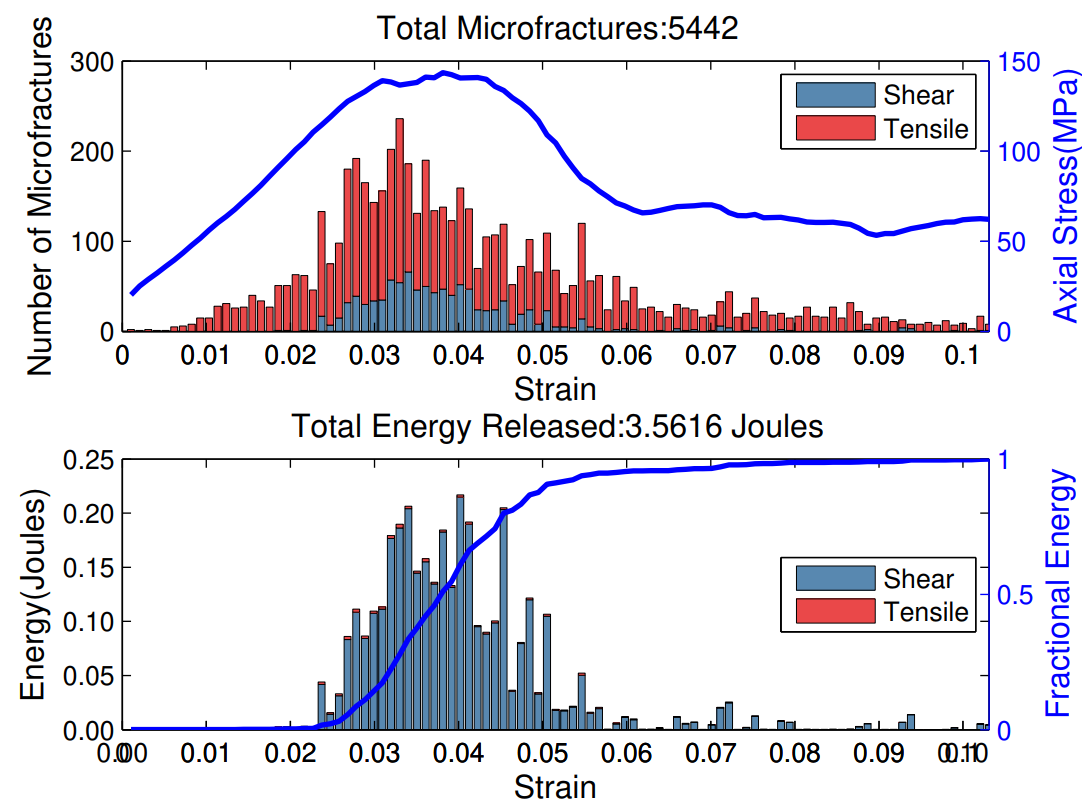 Total Microfractures:5442
Number of Microfractures
300
200
100
0
150
100
50
0
Axial Stress(MPa)
Shear
Tensile
0 0.01 0.02 0.03 0.04 0.05 0.06 0.07 0.08 0.09 0.1
Strain
Total Energy Released:3.5616 Joules
Energy(Joules)
0.25
0.20
0.15
0.10
0.05
0.00
1
0.5
0
Fractional Energy
Shear
Tensile
0.01 0.02 0.03 0.04 0.05 0.06 0.07 0.08 0.09
Strain